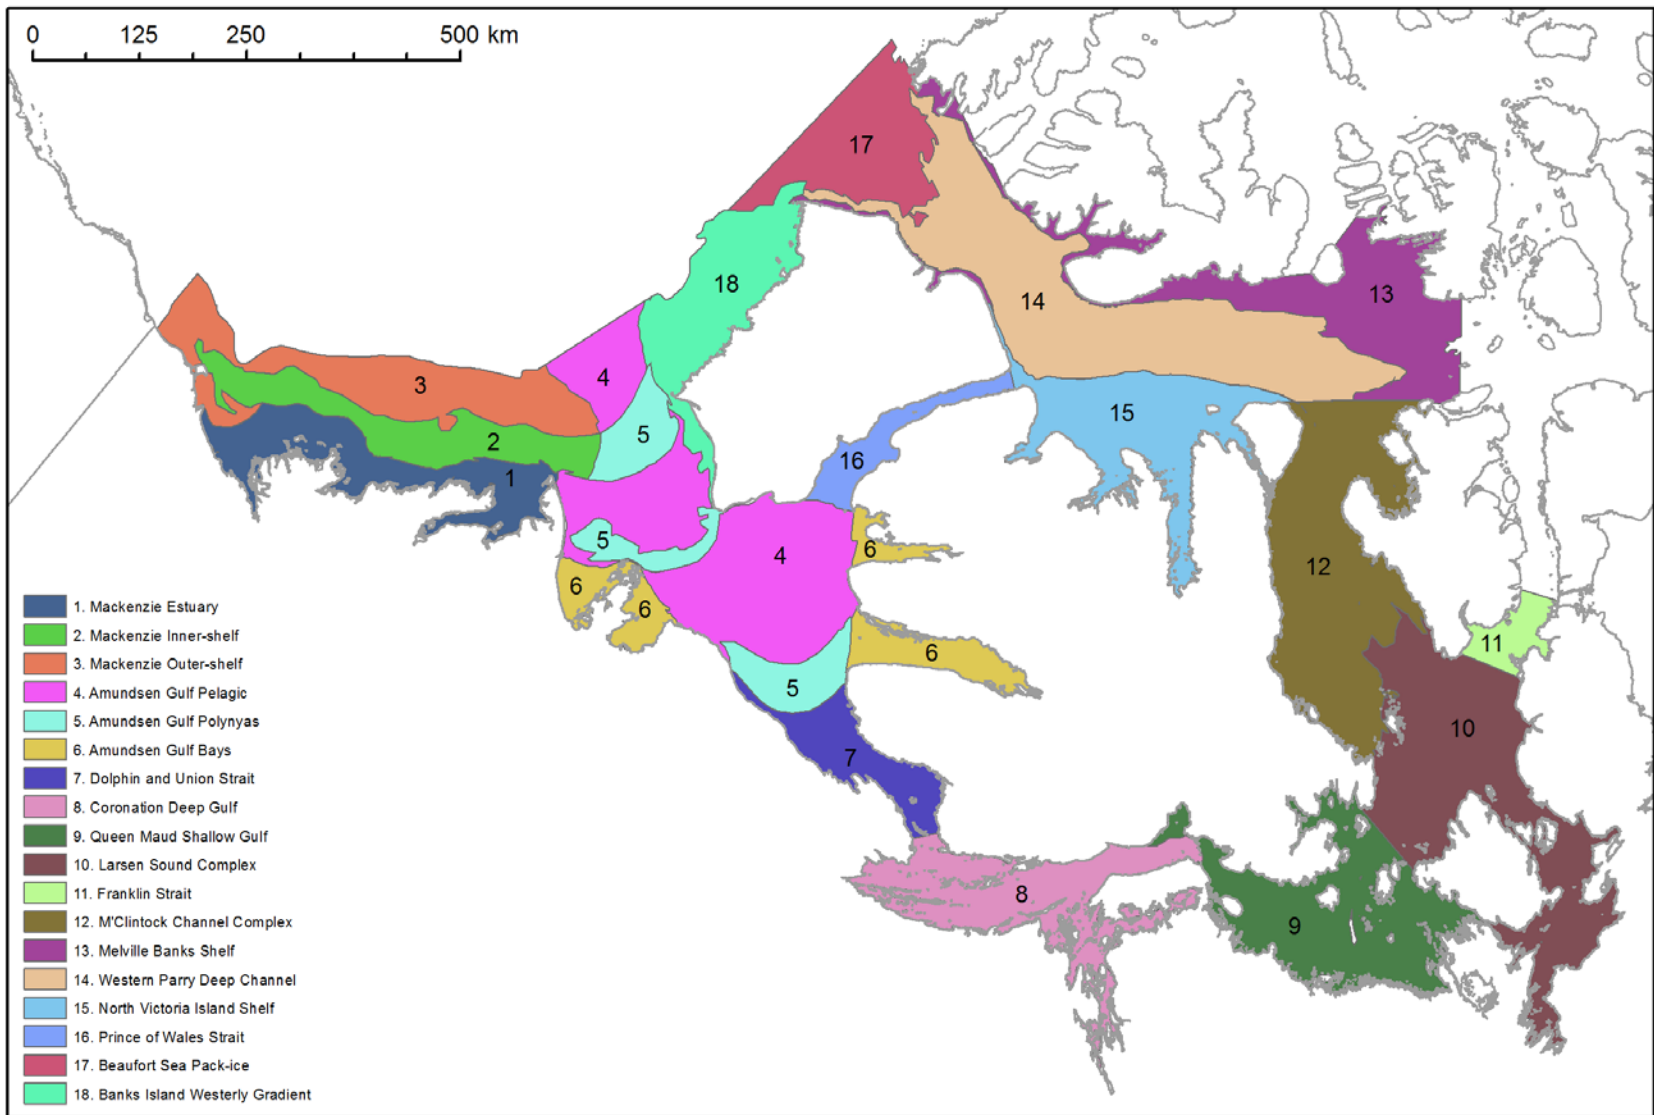 0 125 250 500 km
17
18
13
14
4
3
15
5
2
16
1
5
4
6
12
6
6
11
6
5
10
7
8
9
1. Mackenzie Estuary
2. Mackenzie Inner-shelf
3. Mackenzie Outer-shelf
4. Amundsen Gulf Pelagic
5. Amundsen Gulf Polynyas
6. Amundsen Gulf Bays
7. Dolphin and Union Strait
8. Coronation Deep Gulf
9. Queen Maud Shallow Gulf
10. Larsen Sound Complex
11. Franklin Strait
12. M'Clintock Channel Complex
13. Melville Banks Shelf
14. Western Parry Deep Channel
15. North Victoria Island Shelf
16. Prince of Wales Strait
17. Beaufort Sea Pack-ice
18. Banks Island Westerly Gradient